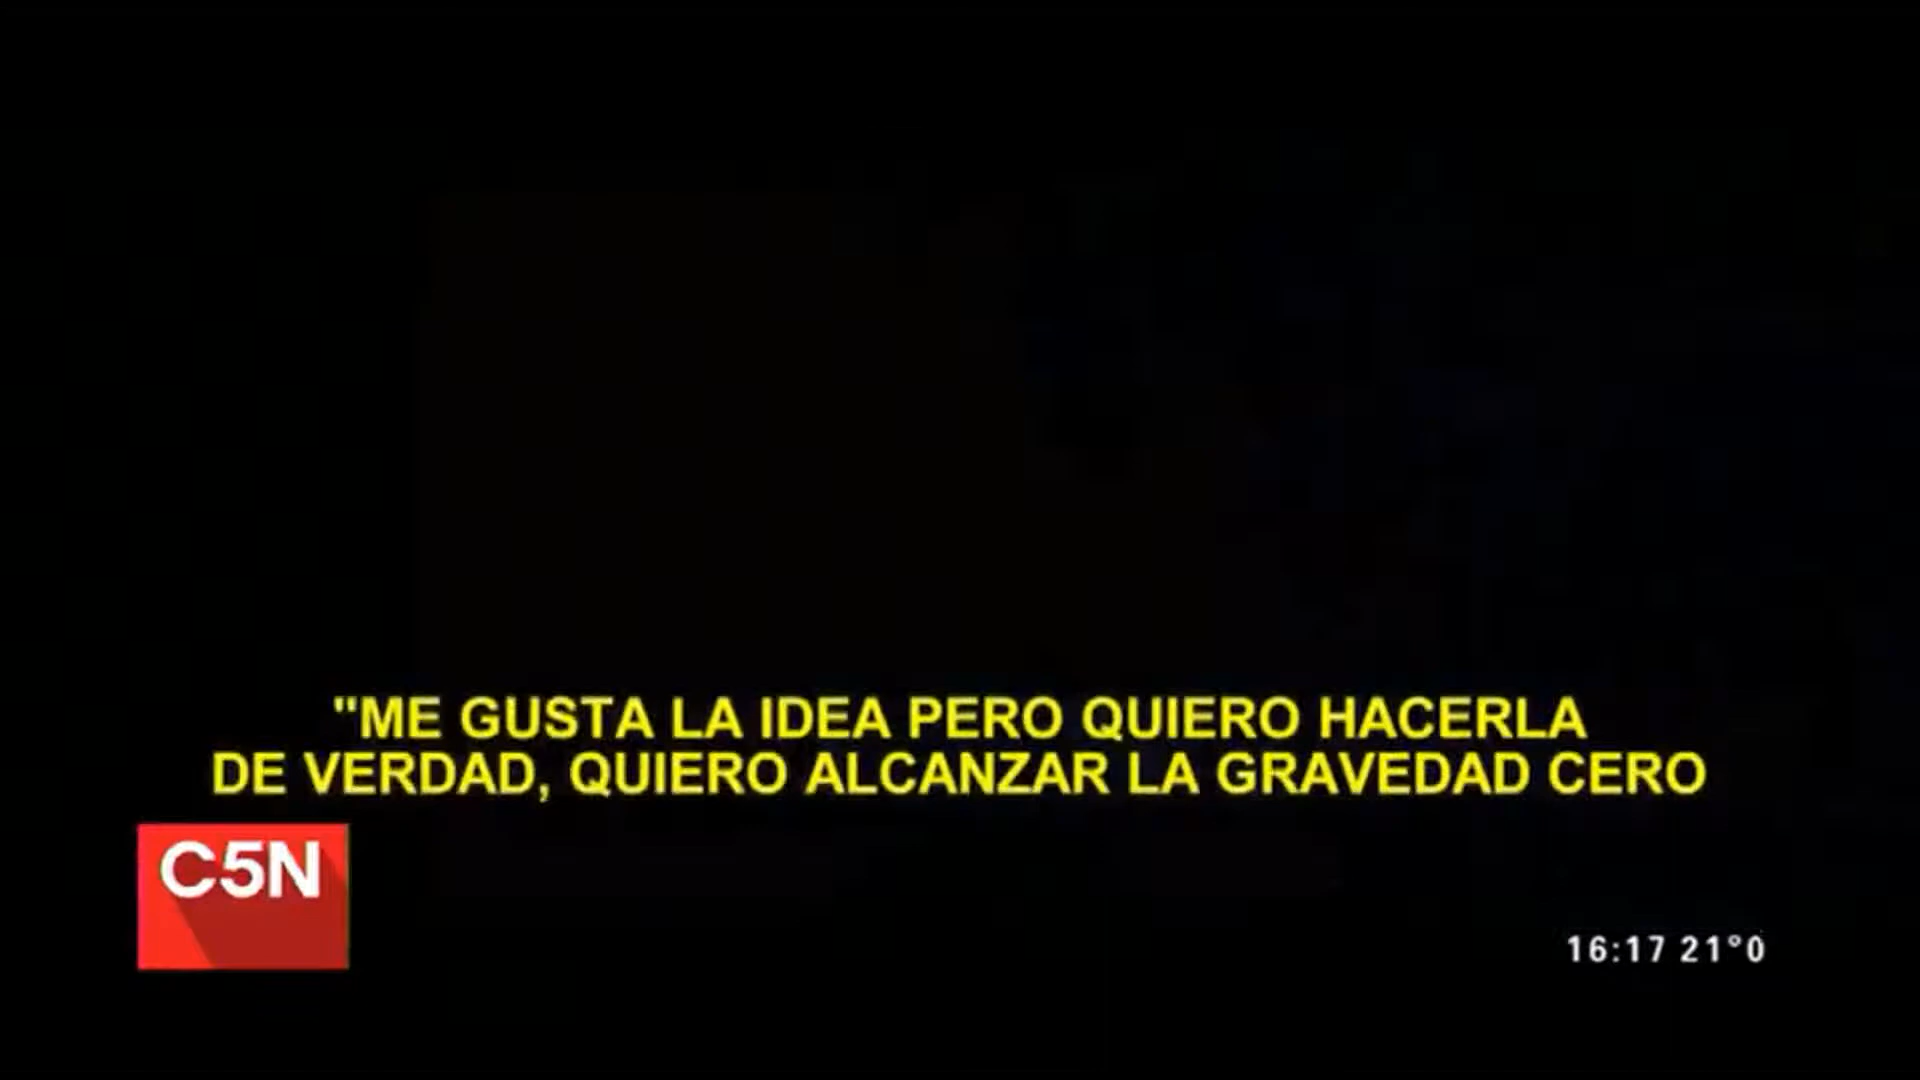 "ME GUSTA LA IDEA PERO QUIERO HACERLA
DE VERDAD, QUIERO ALCANZAR LA GRAVEDAD CERO
C5N
16:17 21°0